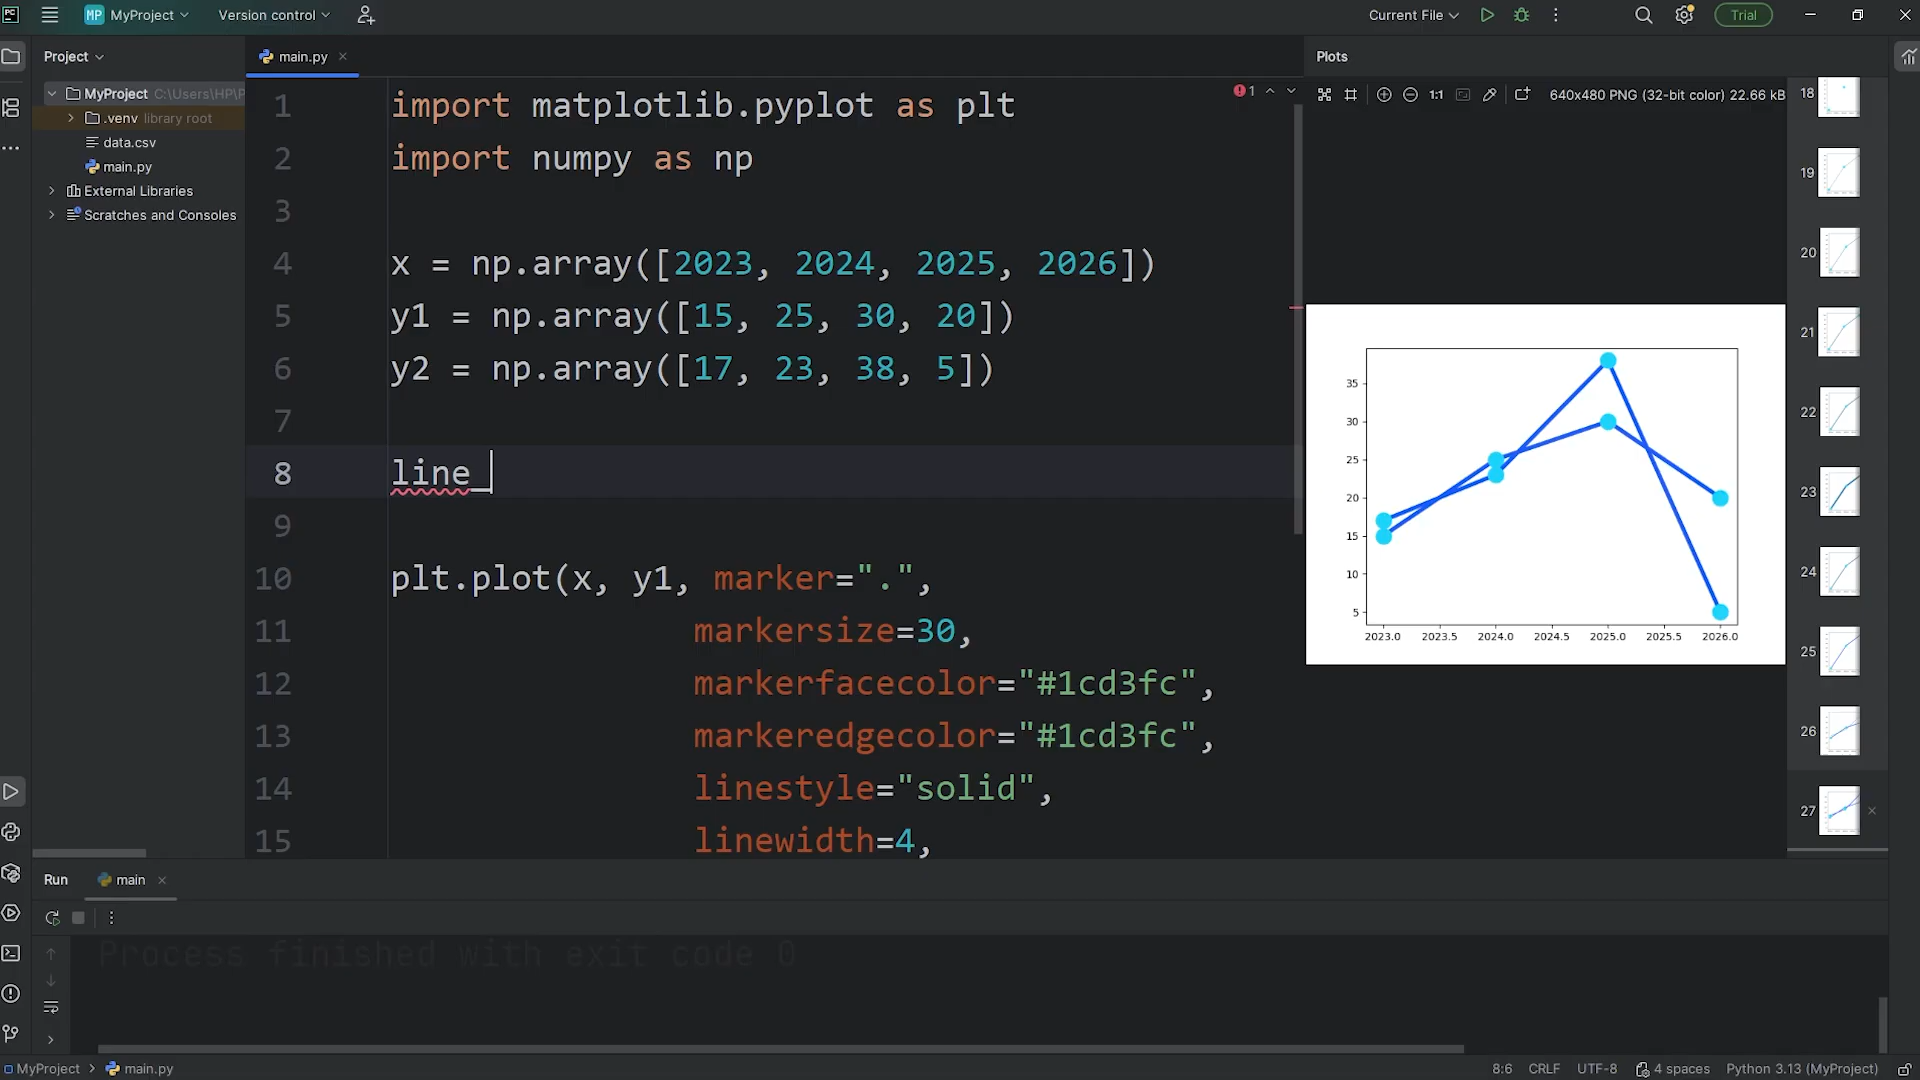 PC
MP MyProject
Version control
Current File
Trial
Project
main.py
Plots
MyProject C:\Users\HP\P
.venv library root
data.csv
main.py
External Libraries
Scratches and Consoles
1 import matplotlib.pyplot as plt
2 import numpy as np
3
4 x = np.array([2023, 2024, 2025, 2026])
5 y1 = np.array([15, 25, 30, 20])
6 y2 = np.array([17, 23, 38, 5])
7
8 line_
9
10 plt.plot(x, y1, marker=".",
11 markersize=30,
12 markerfacecolor="#1cd3fc",
13 markeredgecolor="#1cd3fc",
14 linestyle="solid",
15 linewidth=4,
1
1:1
640x480 PNG (32-bit color) 22.66 kB
35
30
25
20
15
10
5
2023.0 2023.5 2024.0 2024.5 2025.0 2025.5 2026.0
18
19
20
21
22
23
24
25
26
27
Run
main
Process finished with exit code 0
MyProject > main.py
8:6 CRLF UTF-8 4 spaces Python 3.13 (MyProject)